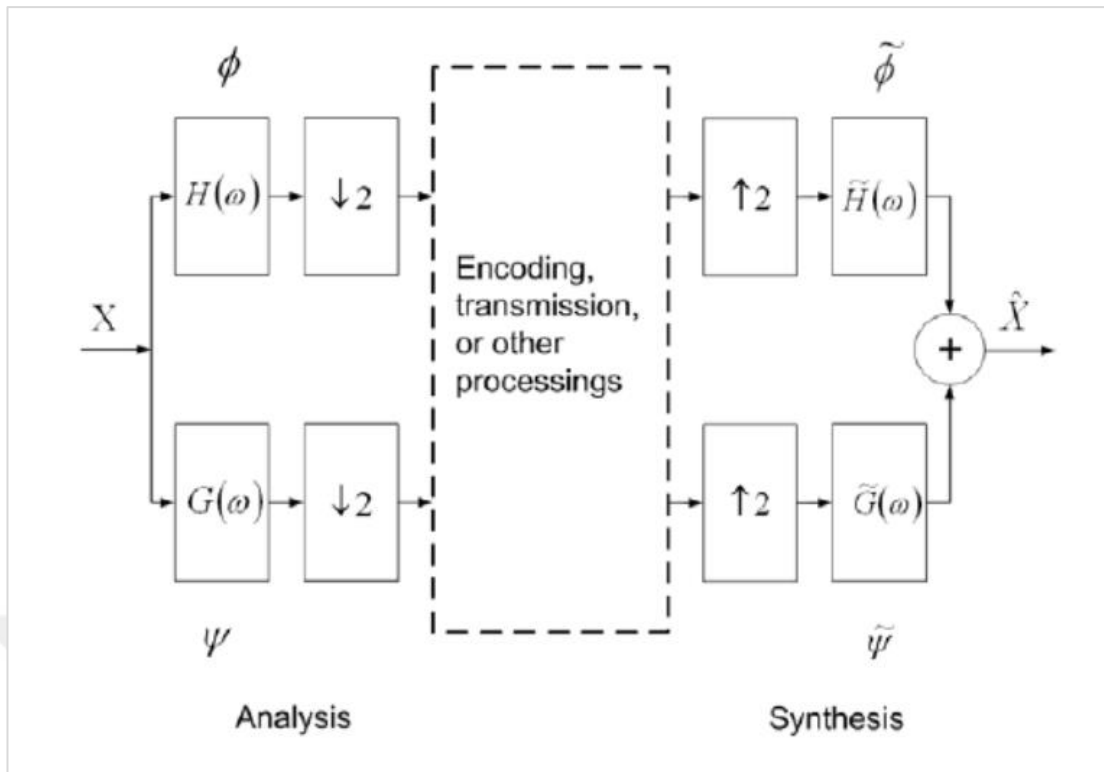 ϕ
ϕ̃
H(ω)
↓2
↑2
H̃(ω)
Encoding,
transmission,
or other
processings
X
X̂
+
G(ω)
↓2
↑2
G̃(ω)
ψ
ψ̃
Analysis
Synthesis